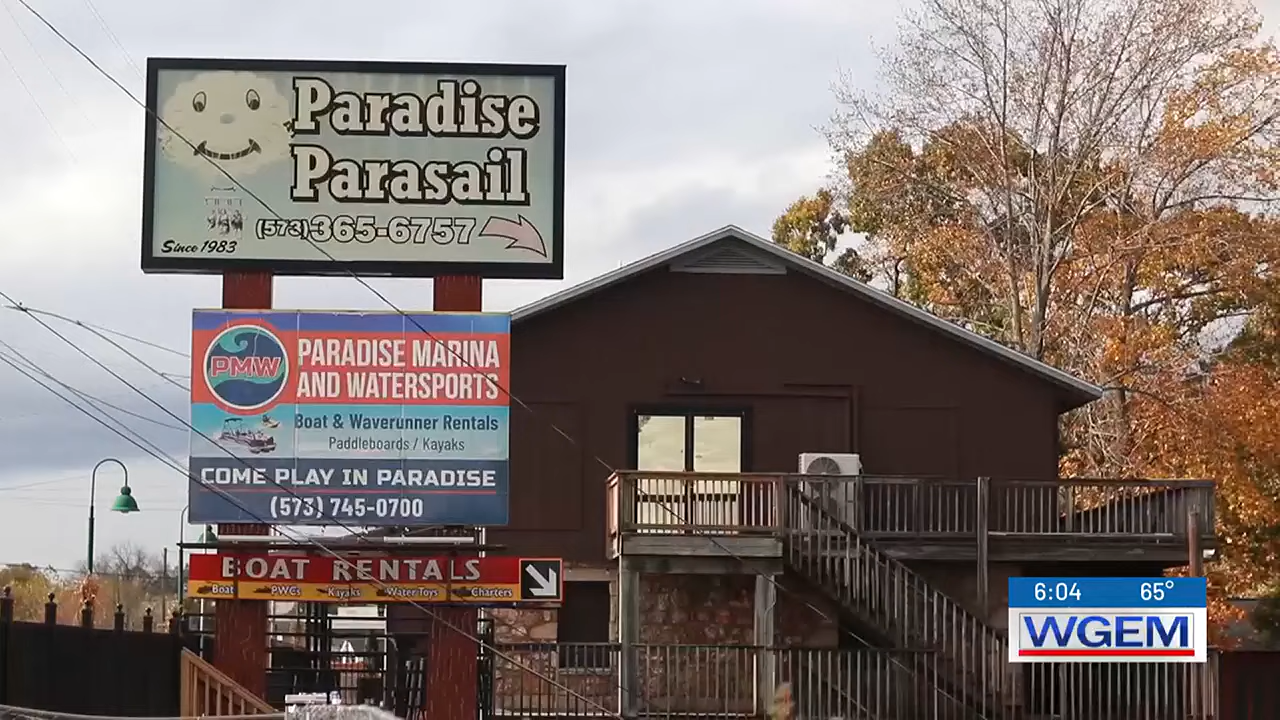 Paradise
Parasail
(573) 365-6757
Since 1983
PMW
PARADISE MARINA
AND WATERSPORTS
Boat & Waverunner Rentals
Paddleboards / Kayaks
COME PLAY IN PARADISE
(573) 745-0700
BOAT RENTALS
Boat PWCs Kayaks Water Toys Charters
6:04 65°
WGEM